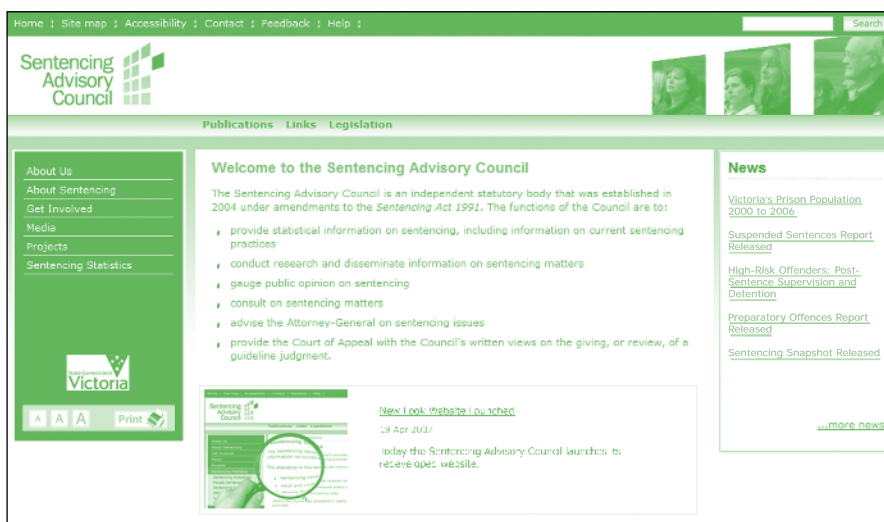 Home : Site map : Accessibility : Contact : Feedback : Help :
Search
Sentencing
Advisory
Council
Publications Links Legislation
About Us
About Sentencing
Get Involved
Media
Projects
Sentencing Statistics
State Government
Victoria
A A A Print
Welcome to the Sentencing Advisory Council
The Sentencing Advisory Council is an independent statutory body that was established in
2004 under amendments to the Sentencing Act 1991. The functions of the Council are to:
provide statistical information on sentencing, including information on current sentencing
practices
conduct research and disseminate information on sentencing matters
gauge public opinion on sentencing
consult on sentencing matters
advise the Attorney-General on sentencing issues
provide the Court of Appeal with the Council's written views on the giving, or review, of a
guideline judgment.
New Look Website Launched
19 Apr 2007
Today the Sentencing Advisory Council launches its
redeveloped website.
News
Victoria's Prison Population
2000 to 2006
Suspended Sentences Report
Released
High-Risk Offenders: Post-
Sentence Supervision and
Detention
Preparatory Offences Report
Released
Sentencing Snapshot Released
...more news